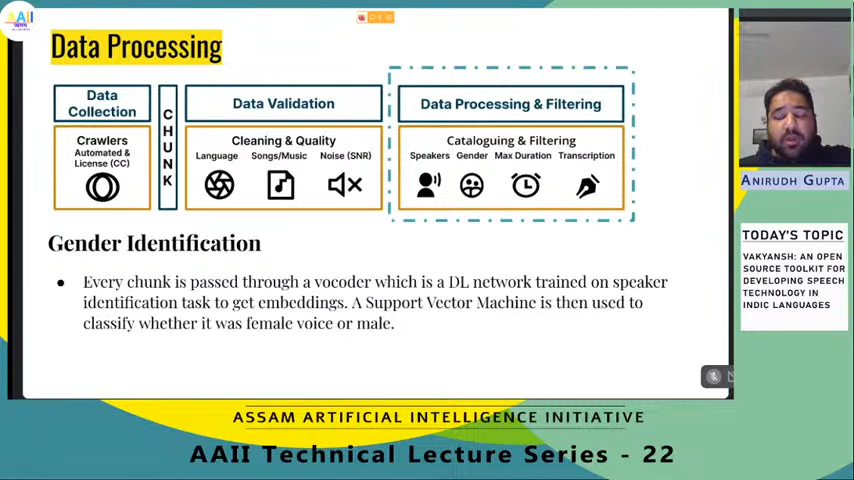 AAII
Data Processing
Data
Collection
CHUNK
Data Validation
Data Processing & Filtering
Crawlers
Automated &
License (CC)
Cleaning & Quality
Language Songs/Music Noise (SNR)
Cataloguing & Filtering
Speakers Gender Max Duration Transcription
Gender Identification
Every chunk is passed through a vocoder which is a DL network trained on speaker
identification task to get embeddings. A Support Vector Machine is then used to
classify whether it was female voice or male.
Anirudh Gupta
TODAY'S TOPIC
VAKYANSH: AN OPEN
SOURCE TOOLKIT FOR
DEVELOPING SPEECH
TECHNOLOGY IN
INDIC LANGUAGES
ASSAM ARTIFICIAL INTELLIGENCE INITIATIVE
AAII Technical Lecture Series - 22